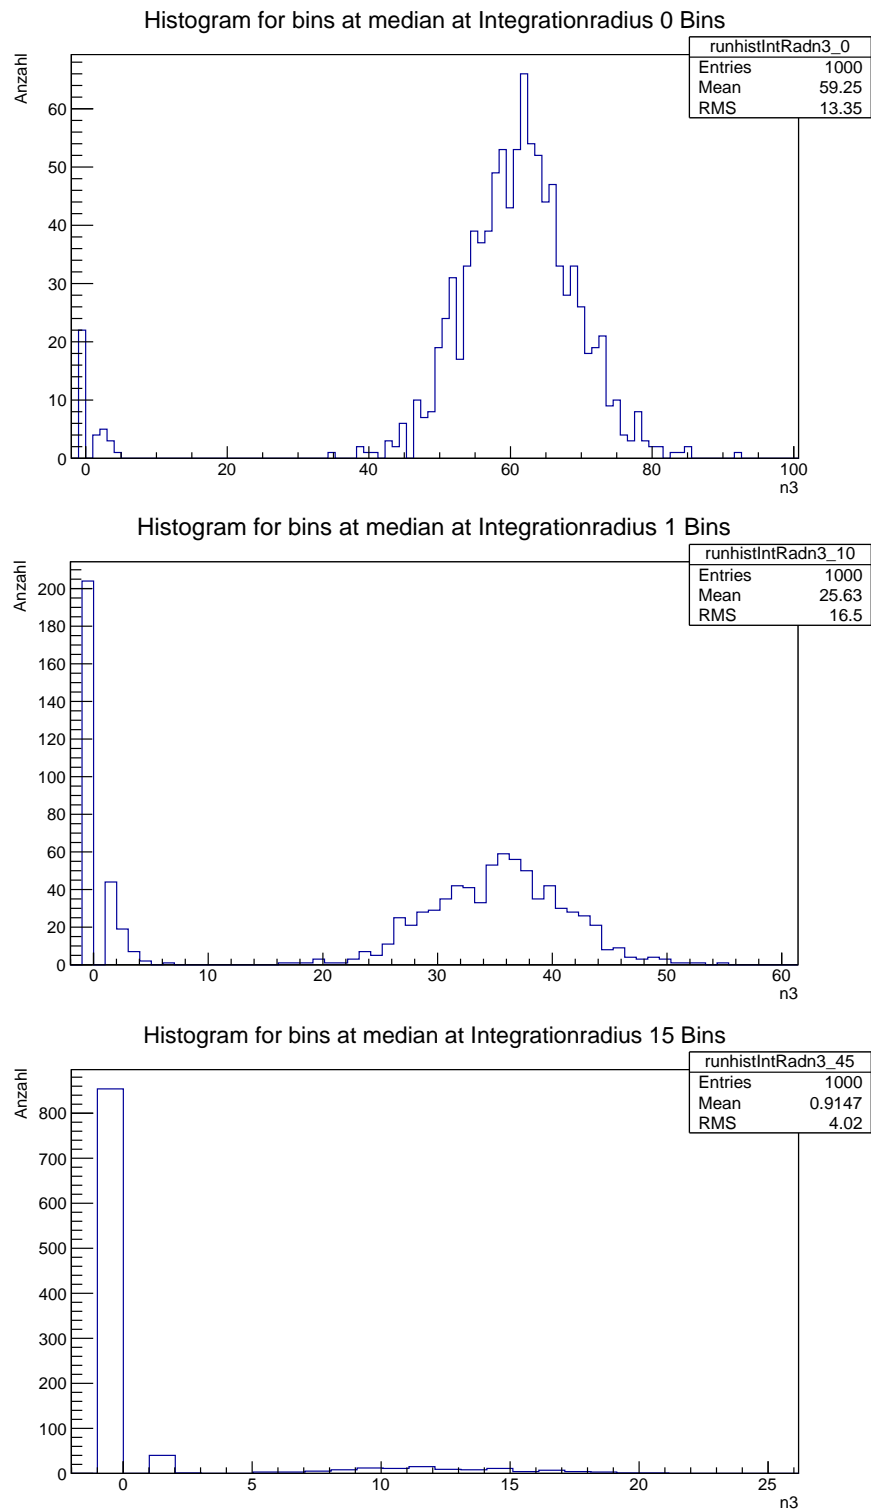 Histogram for bins at median at Integrationradius 0 Bins
runhistIntRadn3_0
Entries 1000
Mean 59.25
RMS 13.35
Anzahl
60
50
40
30
20
10
0
0 20 40 60 80 100
n3
Histogram for bins at median at Integrationradius 1 Bins
runhistIntRadn3_10
Entries 1000
Mean 25.63
RMS 16.5
Anzahl
200
180
160
140
120
100
80
60
40
20
0
0 10 20 30 40 50 60
n3
Histogram for bins at median at Integrationradius 15 Bins
runhistIntRadn3_45
Entries 1000
Mean 0.9147
RMS 4.02
Anzahl
800
700
600
500
400
300
200
100
0
0 5 10 15 20 25
n3